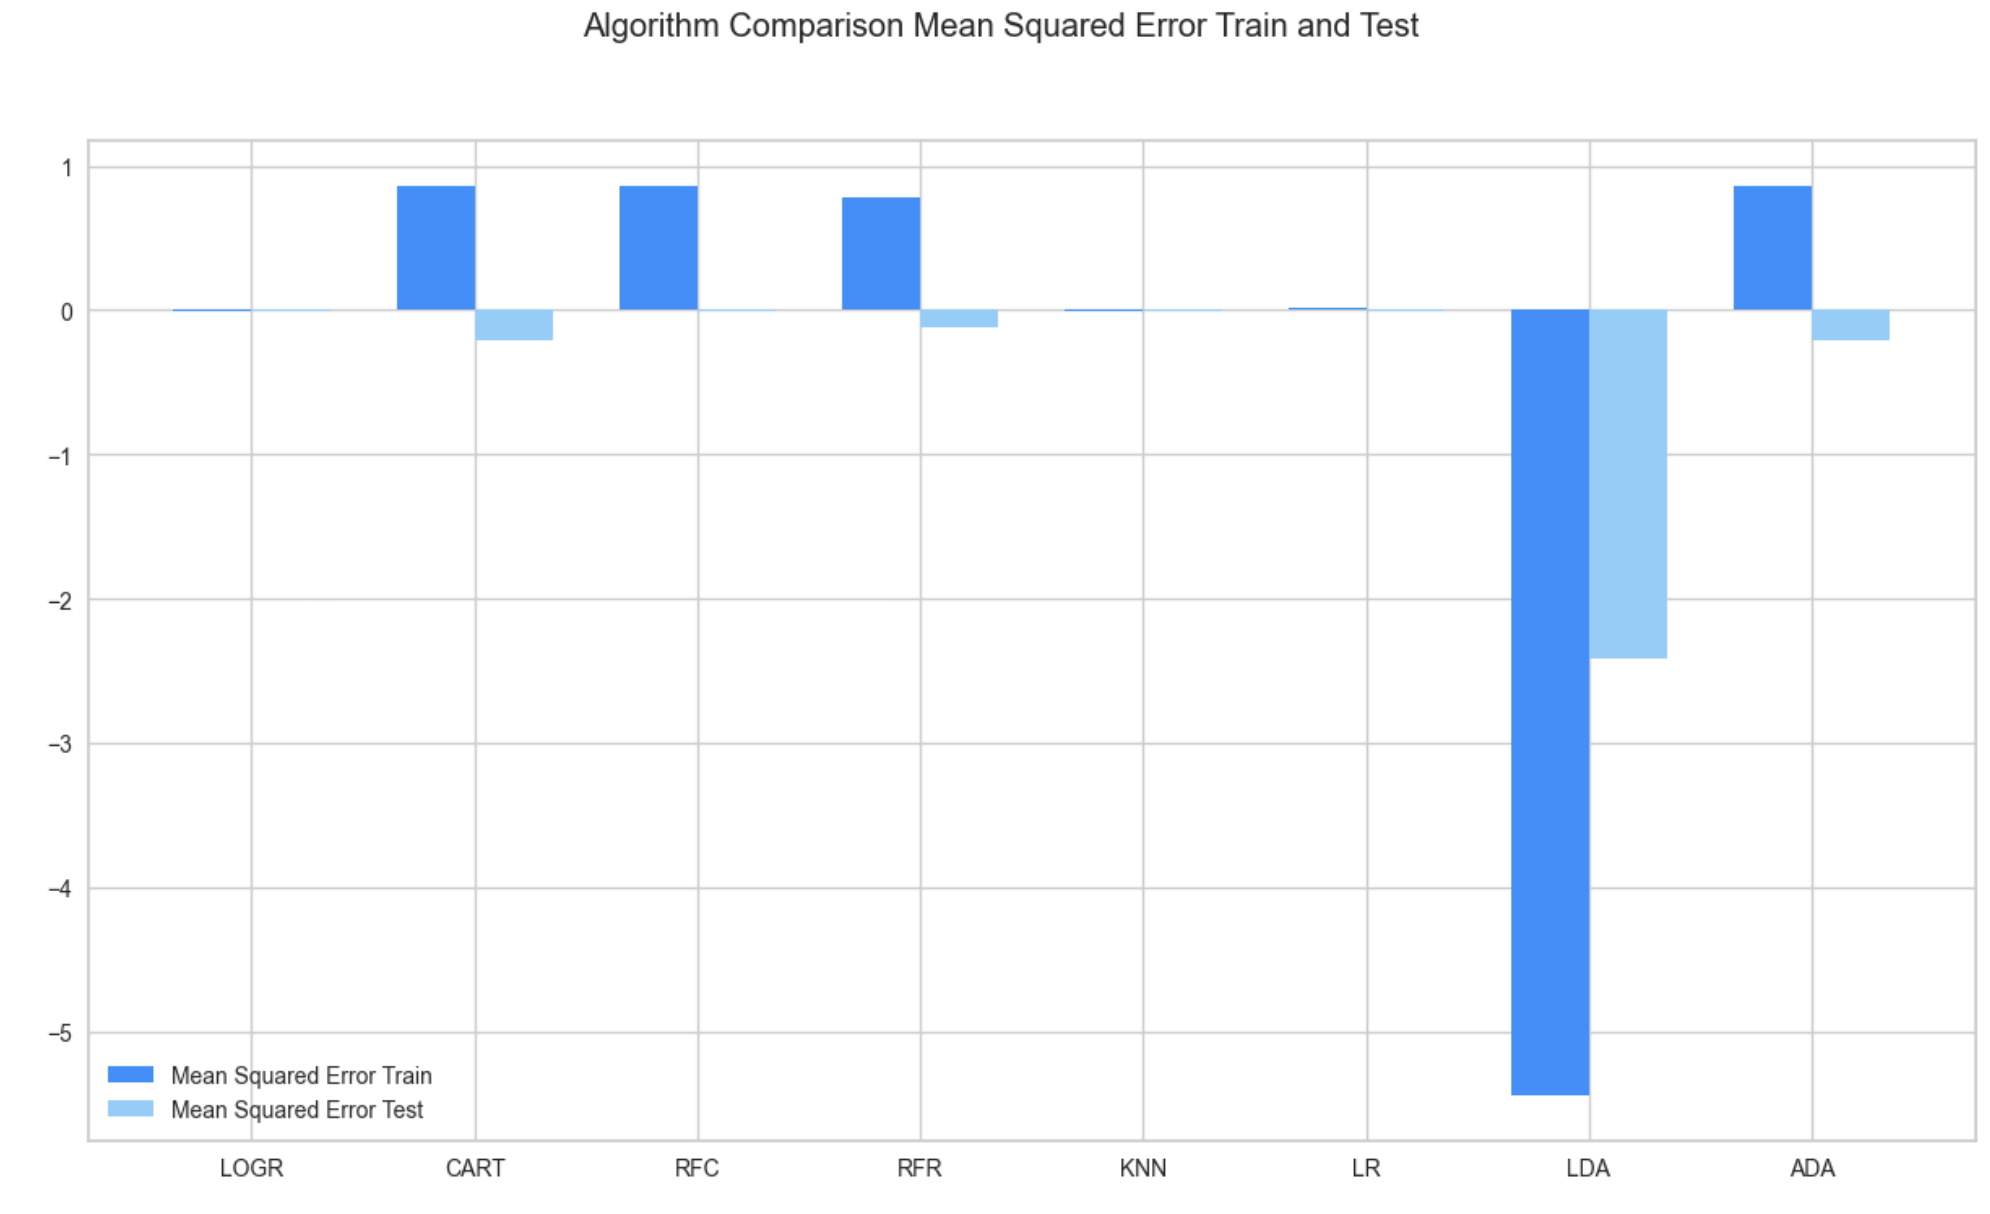 Algorithm Comparison Mean Squared Error Train and Test
1
0
−1
−2
−3
−4
−5
Mean Squared Error Train
Mean Squared Error Test
LOGR CART RFC RFR KNN LR LDA ADA